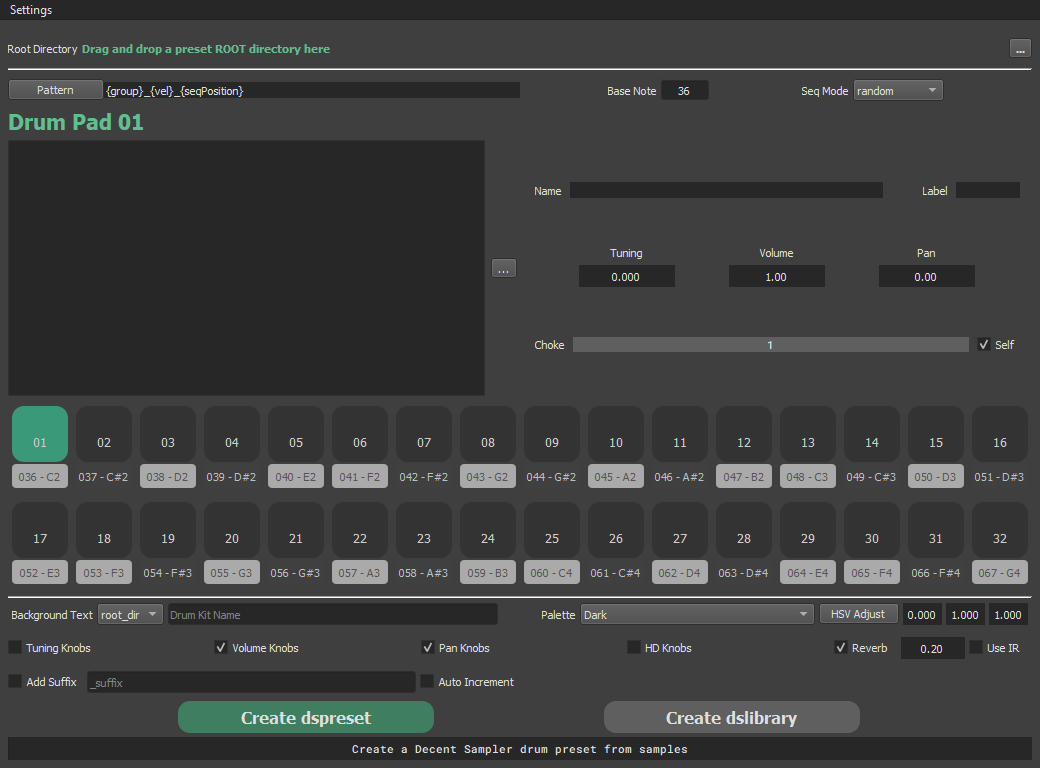 Settings
Root Directory Drag and drop a preset ROOT directory here ...
Pattern {group}_{vel}_{seqPosition} Base Note 36 Seq Mode random
Drum Pad 01
Name Label
Tuning Volume Pan
...
0.000 1.00 0.00
Choke 1 Self
01 02 03 04 05 06 07 08 09 10 11 12 13 14 15 16
036 - C2 037 - C#2 038 - D2 039 - D#2 040 - E2 041 - F2 042 - F#2 043 - G2 044 - G#2 045 - A2 046 - A#2 047 - B2 048 - C3 049 - C#3 050 - D3 051 - D#3
17 18 19 20 21 22 23 24 25 26 27 28 29 30 31 32
052 - E3 053 - F3 054 - F#3 055 - G3 056 - G#3 057 - A3 058 - A#3 059 - B3 060 - C4 061 - C#4 062 - D4 063 - D#4 064 - E4 065 - F4 066 - F#4 067 - G4
Background Text root_dir Drum Kit Name Palette Dark HSV Adjust 0.000 1.000 1.000
Tuning Knobs Volume Knobs Pan Knobs HD Knobs Reverb 0.20 Use IR
Add Suffix _suffix Auto Increment
Create dspreset Create dslibrary
Create a Decent Sampler drum preset from samples